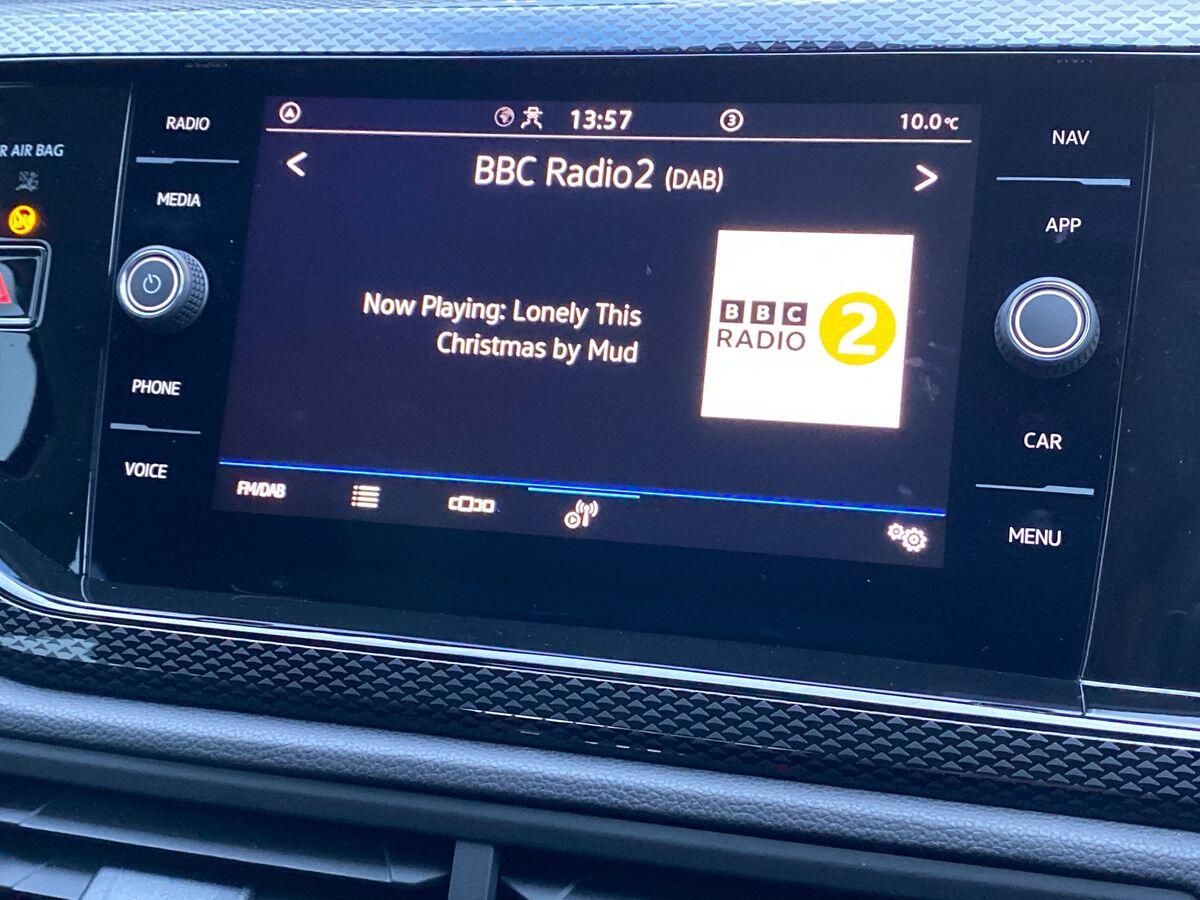 R AIR BAG
RADIO
MEDIA
PHONE
VOICE
13:57
3
10.0°C
< BBC Radio2 (DAB) >
Now Playing: Lonely This
Christmas by Mud
BBC
RADIO
2
FM/DAB
NAV
APP
CAR
MENU